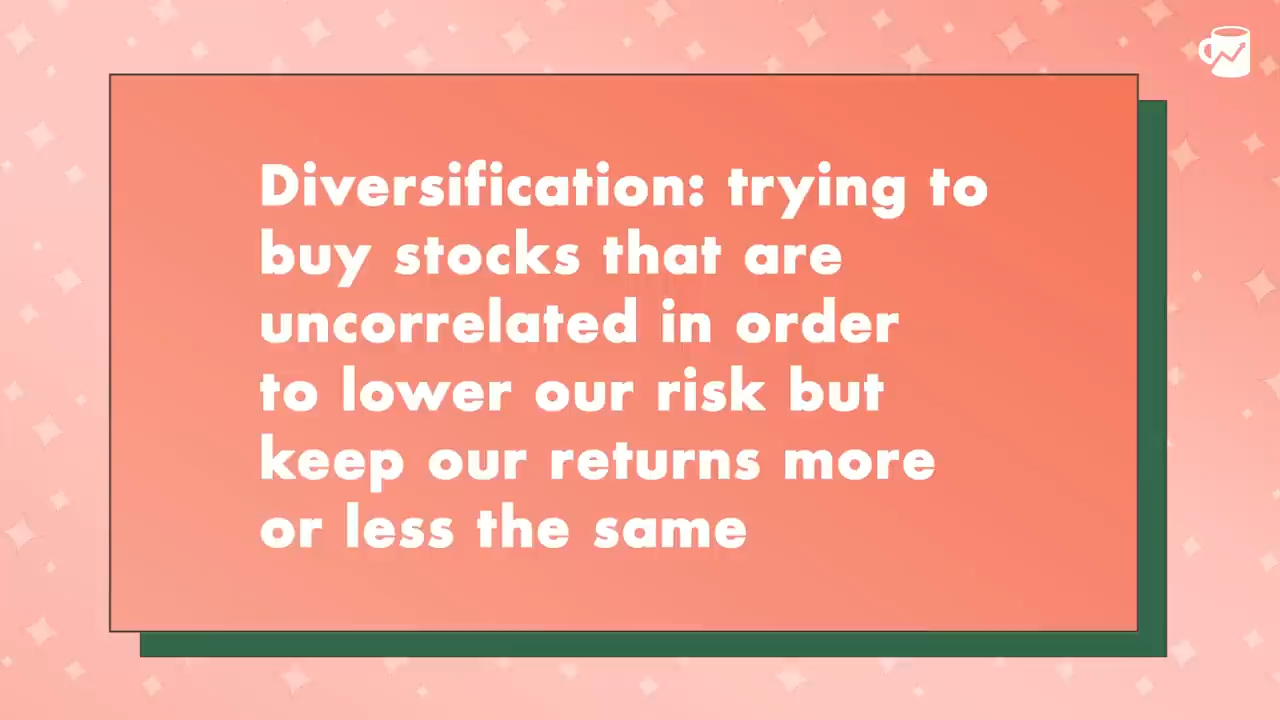 Diversification: trying to
buy stocks that are
uncorrelated in order
to lower our risk but
keep our returns more
or less the same